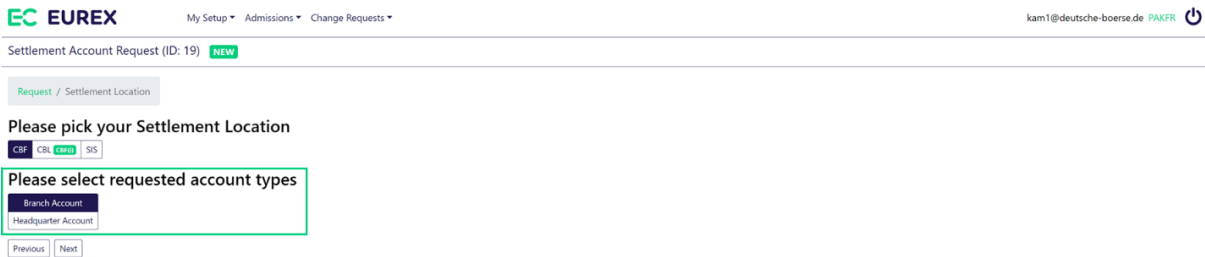 EC EUREX My Setup Admissions Change Requests kam1@deutsche-boerse.de PAKFR
Settlement Account Request (ID: 19) NEW
Request / Settlement Location
Please pick your Settlement Location
CBF CBL CBF(i) SIS
Please select requested account types
Branch Account
Headquarter Account
Previous Next